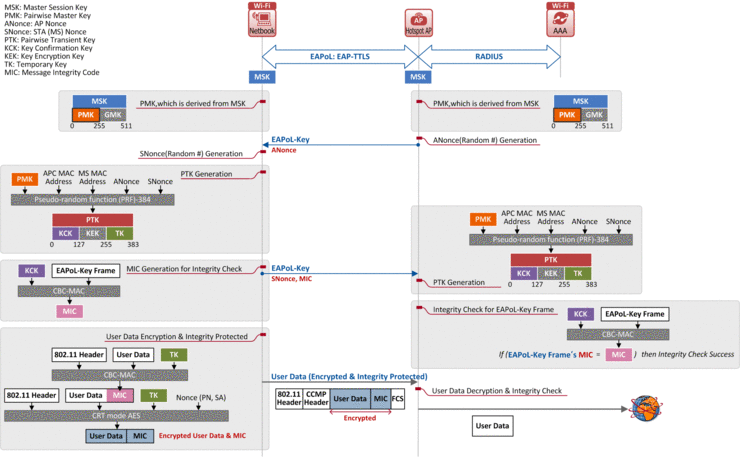 MSK: Master Session Key
PMK: Pairwise Master Key
ANonce: AP Nonce
SNonce: STA (MS) Nonce
PTK: Pairwise Transient Key
KCK: Key Confirmation Key
KEK: Key Encryption Key
TK: Temporary Key
MIC: Message Integrity Code
Wi-Fi
Netbook
AP
Hotspot AP
Wi-Fi
AAA
EAPoL: EAP-TTLS
RADIUS
MSK
MSK
MSK
PMK
GMK
0 255 511
PMK,which is derived from MSK
PMK,which is derived from MSK
MSK
PMK
GMK
0 255 511
EAPoL-Key
ANonce
ANonce(Random #) Generation
SNonce(Random #) Generation
PTK Generation
PMK
APC MAC Address
MS MAC Address
ANonce
SNonce
Pseudo-random function (PRF)-384
PTK
KCK
KEK
TK
0 127 255 383
PMK
APC MAC Address
MS MAC Address
ANonce
SNonce
Pseudo-random function (PRF)-384
PTK
KCK
KEK
TK
0 127 255 383
PTK Generation
MIC Generation for Integrity Check
KCK
EAPoL-Key Frame
CBC-MAC
MIC
EAPoL-Key
SNonce, MIC
Integrity Check for EAPoL-Key Frame
KCK
EAPoL-Key Frame
CBC-MAC
If (EAPoL-Key Frame´s MIC = MIC ) then Integrity Check Success
User Data Encryption & Integrity Protected
802.11 Header
User Data
TK
CBC-MAC
802.11 Header
User Data
MIC
TK
Nonce (PN, SA)
CRT mode AES
User Data
MIC
Encrypted User Data & MIC
User Data (Encrypted & Integrity Protected)
802.11 Header
CCMP Header
User Data
MIC
FCS
Encrypted
User Data Decryption & Integrity Check
User Data